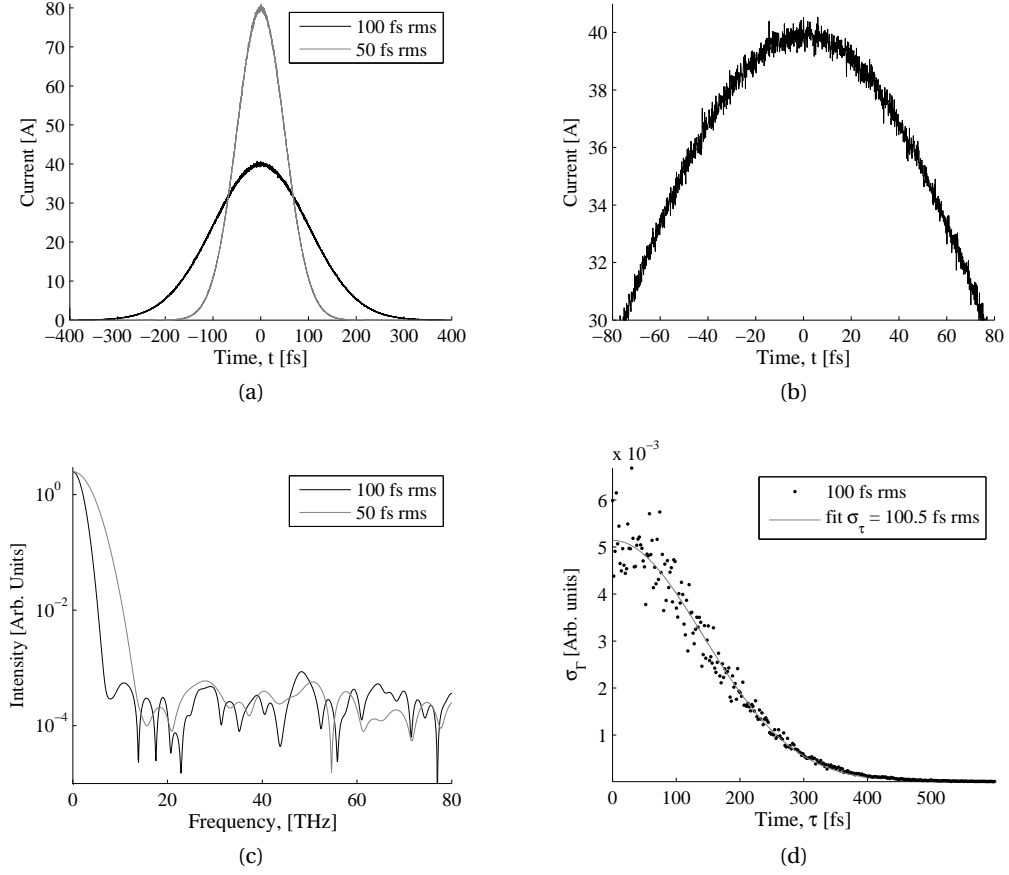 80
70
60
50
40
30
20
10
0
−400
−300
−200
−100
0
100
200
300
400
Current [A]
Time, t [fs]
100 fs rms
50 fs rms
(a)
40
38
36
34
32
30
−80
−60
−40
−20
0
20
40
60
80
Current [A]
Time, t [fs]
(b)
10^0
10^−2
10^−4
0
20
40
60
80
Intensity [Arb. Units]
Frequency, [THz]
100 fs rms
50 fs rms
(c)
x 10^−3
6
5
4
3
2
1
0
100
200
300
400
500
σ_Γ [Arb. units]
Time, τ [fs]
100 fs rms
fit σ_τ = 100.5 fs rms
(d)